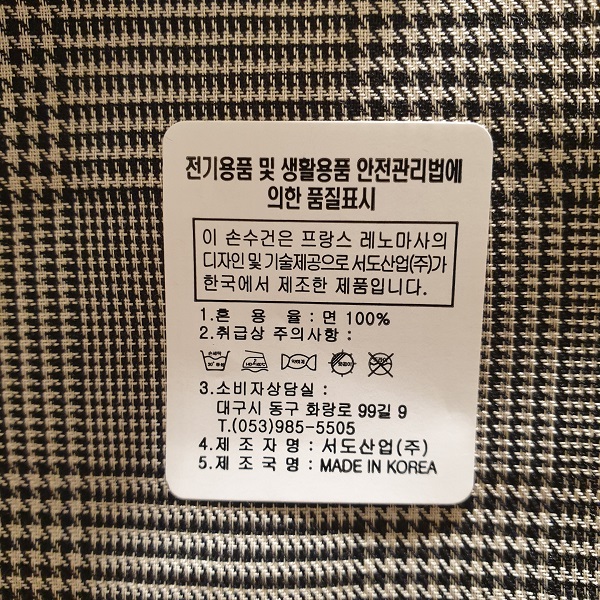 전기용품 및 생활용품 안전관리법에
의한 품질표시
이 손수건은 프랑스 레노마사의
디자인 및 기술제공으로 서도산업(주)가
한국에서 제조한 제품입니다.
1.혼 용 율 : 면 100%
2.취급상 주의사항 :
3.소비자상담실 :
대구시 동구 화랑로 99길 9
T.(053)985-5505
4.제 조 자 명 : 서도산업(주)
5.제 조 국 명 : MADE IN KOREA